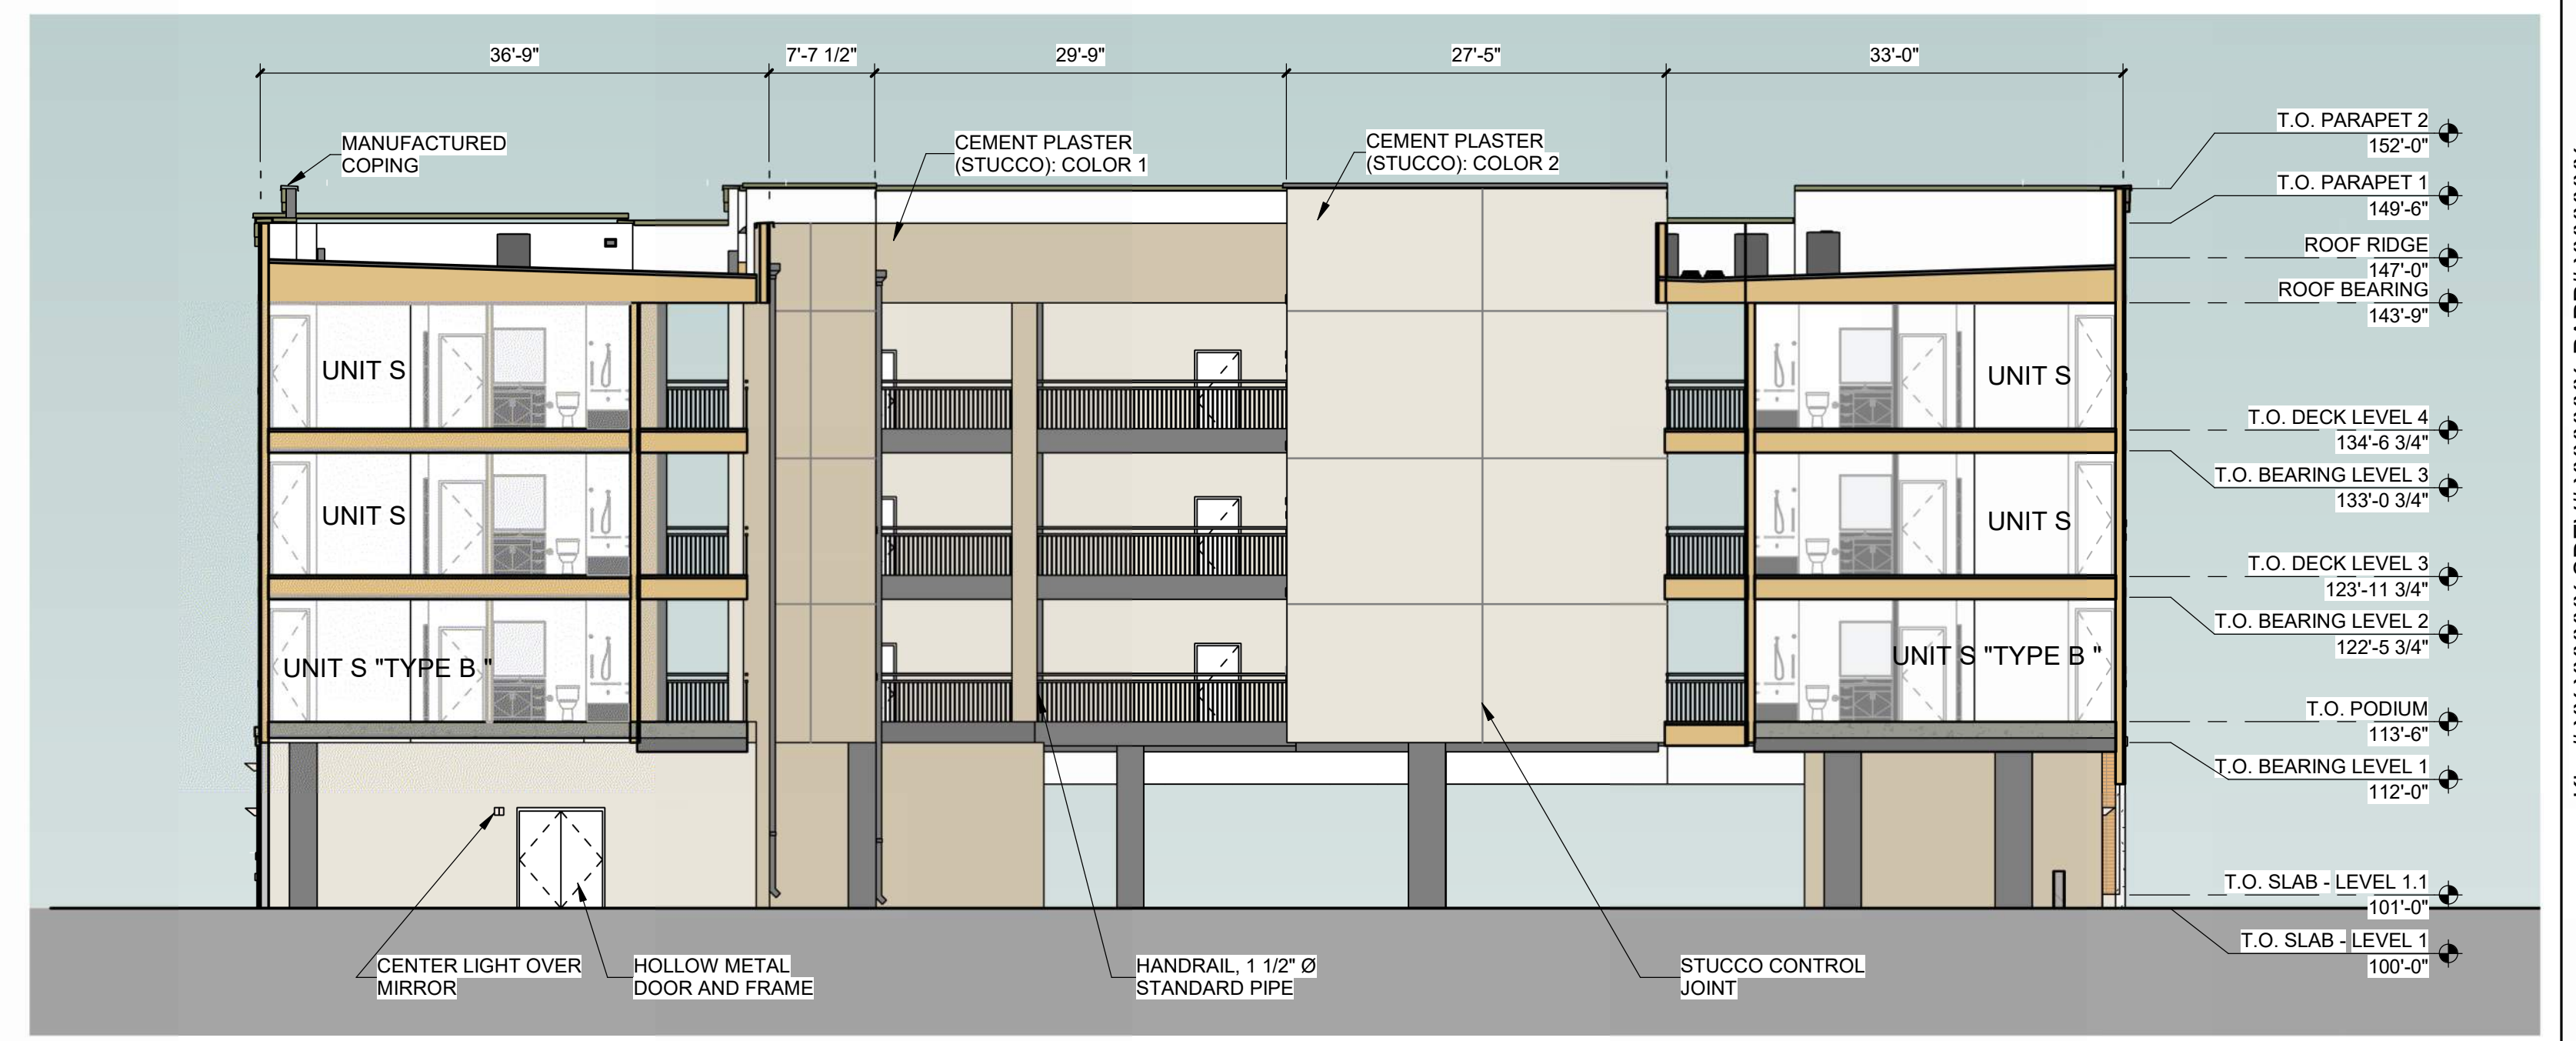 36'-9"
7'-7 1/2"
29'-9"
27'-5"
33'-0"
MANUFACTURED
COPING
CEMENT PLASTER
(STUCCO): COLOR 1
CEMENT PLASTER
(STUCCO): COLOR 2
T.O. PARAPET 2
152'-0"
T.O. PARAPET 1
149'-6"
ROOF RIDGE
147'-0"
ROOF BEARING
143'-9"
UNIT S
UNIT S
T.O. DECK LEVEL 4
134'-6 3/4"
T.O. BEARING LEVEL 3
133'-0 3/4"
UNIT S
UNIT S
T.O. DECK LEVEL 3
123'-11 3/4"
T.O. BEARING LEVEL 2
122'-5 3/4"
UNIT S "TYPE B "
UNIT S "TYPE B "
T.O. PODIUM
113'-6"
T.O. BEARING LEVEL 1
112'-0"
T.O. SLAB - LEVEL 1.1
101'-0"
T.O. SLAB - LEVEL 1
100'-0"
CENTER LIGHT OVER
MIRROR
HOLLOW METAL
DOOR AND FRAME
HANDRAIL, 1 1/2" Ø
STANDARD PIPE
STUCCO CONTROL
JOINT